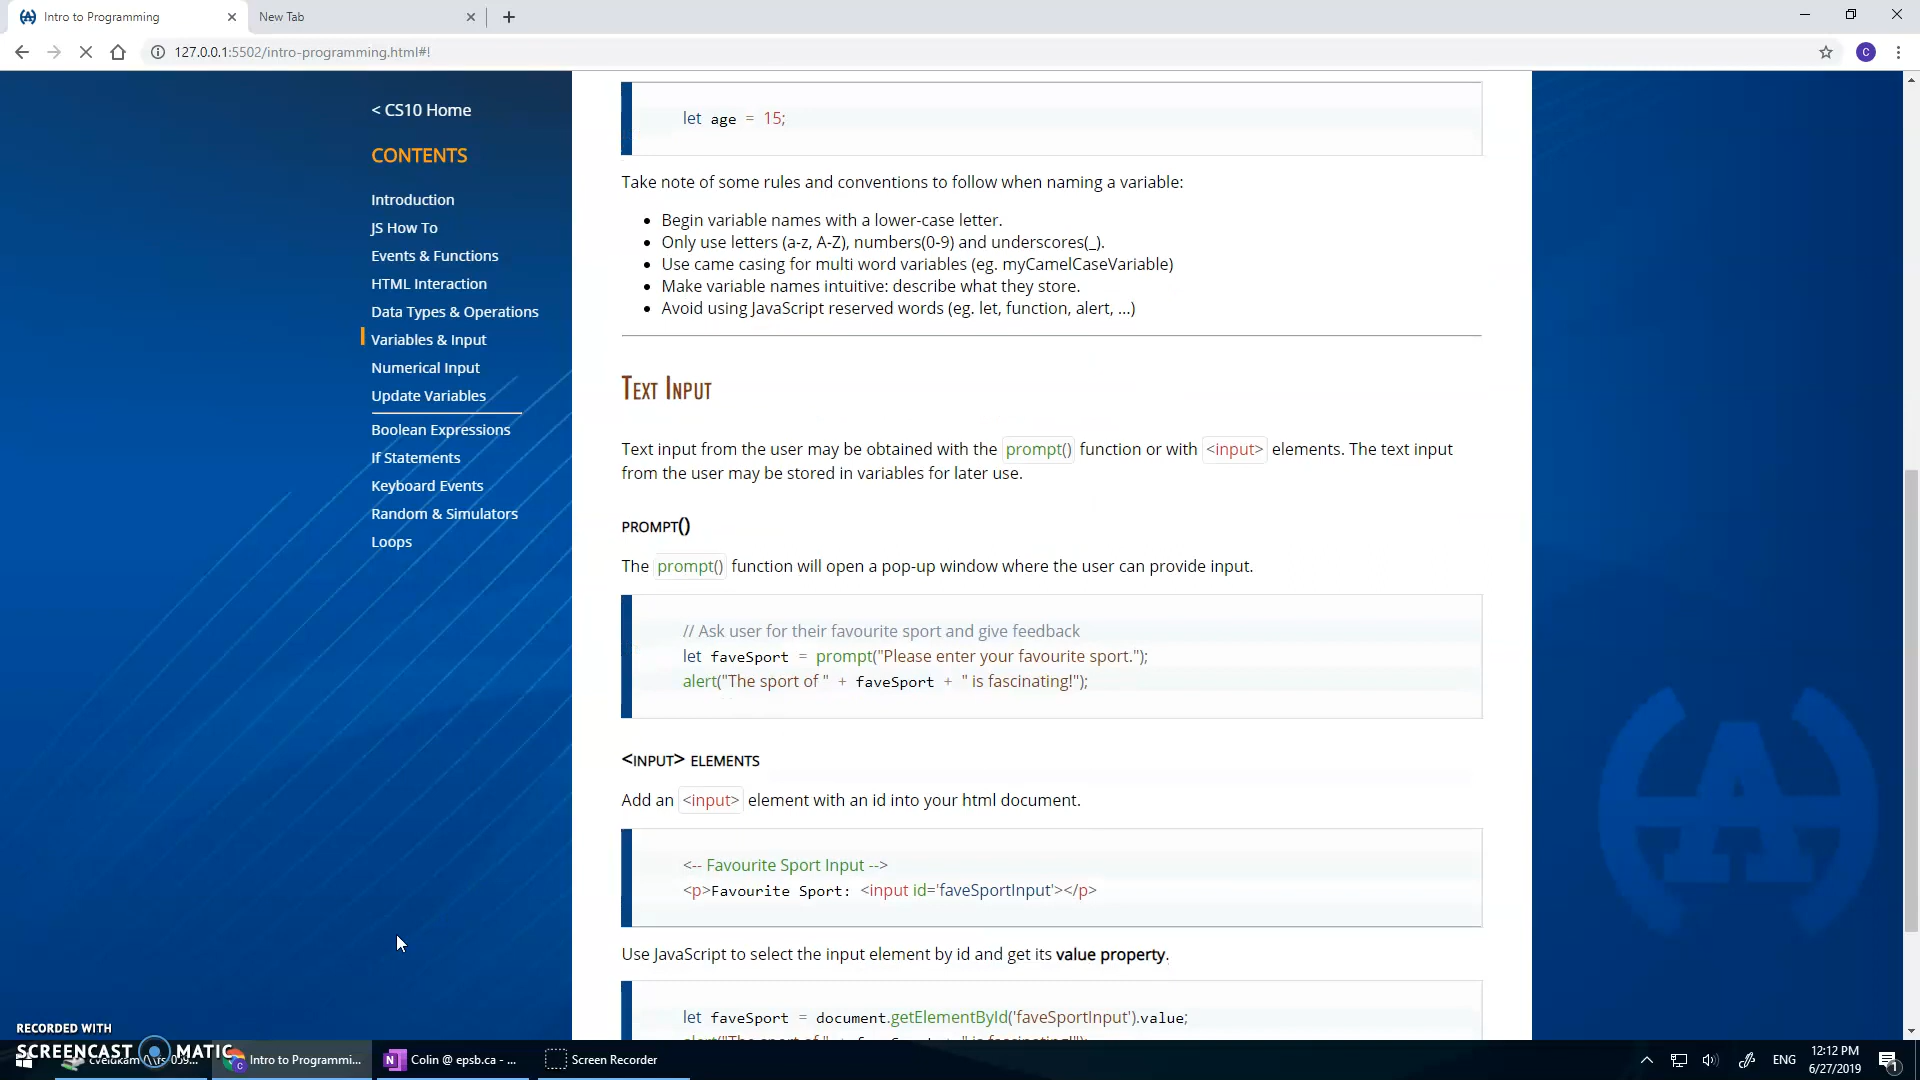 Intro to Programming
New Tab
127.0.0.1:5502/intro-programming.html#!
C
< CS10 Home
CONTENTS
Introduction
JS How To
Events & Functions
HTML Interaction
Data Types & Operations
Variables & Input
Numerical Input
Update Variables
Boolean Expressions
If Statements
Keyboard Events
Random & Simulators
Loops
let age = 15;
Take note of some rules and conventions to follow when naming a variable:
Begin variable names with a lower-case letter.
Only use letters (a-z, A-Z), numbers(0-9) and underscores(_).
Use came casing for multi word variables (eg. myCamelCaseVariable)
Make variable names intuitive: describe what they store.
Avoid using JavaScript reserved words (eg. let, function, alert, ...)
TEXT INPUT
Text input from the user may be obtained with the prompt() function or with <input> elements. The text input
from the user may be stored in variables for later use.
PROMPT()
The prompt() function will open a pop-up window where the user can provide input.
// Ask user for their favourite sport and give feedback
let faveSport = prompt("Please enter your favourite sport.");
alert("The sport of " + faveSport + " is fascinating!");
<INPUT> ELEMENTS
Add an <input> element with an id into your html document.
<-- Favourite Sport Input -->
<p>Favourite Sport: <input id='faveSportInput'></p>
Use JavaScript to select the input element by id and get its value property.
let faveSport = document.getElementById('faveSportInput').value;
RECORDED WITH
SCREENCAST MATIC
Intro to Programmi...
Colin @ epsb.ca - ...
Screen Recorder
ENG
12:12 PM
6/27/2019
1